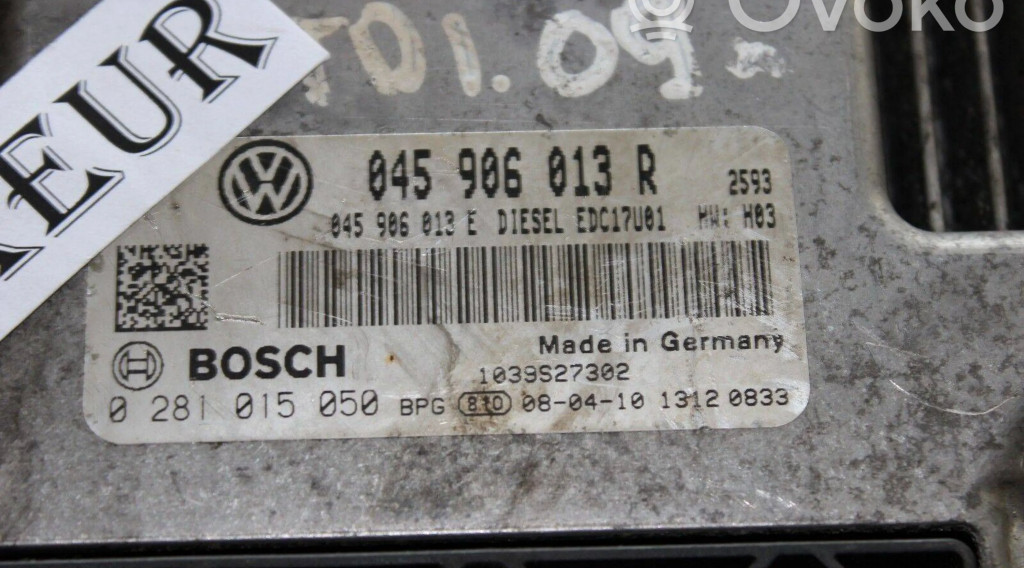 Ovoko
TDI.09
EUR
045 906 013 R 2593
045 906 013 E DIESEL EDC17U01 HW: H03
BOSCH
Made in Germany
1039S27302
0 281 015 050 BPG 810 08-04-10 1312 0833